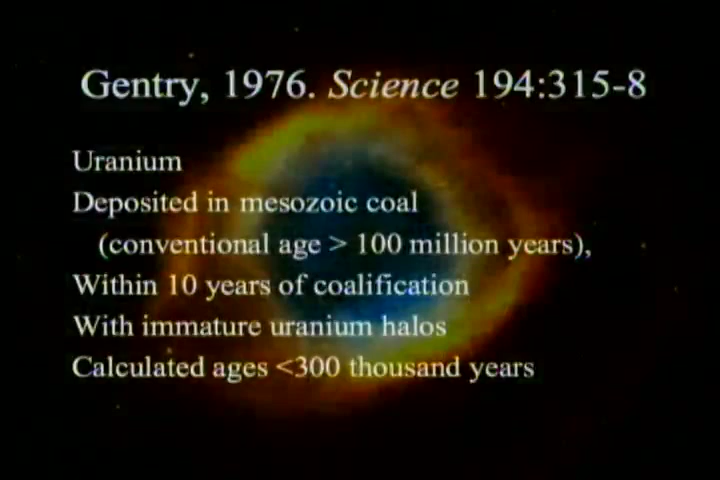 Gentry, 1976. Science 194:315-8
Uranium
Deposited in mesozoic coal
(conventional age > 100 million years),
Within 10 years of coalification
With immature uranium halos
Calculated ages <300 thousand years